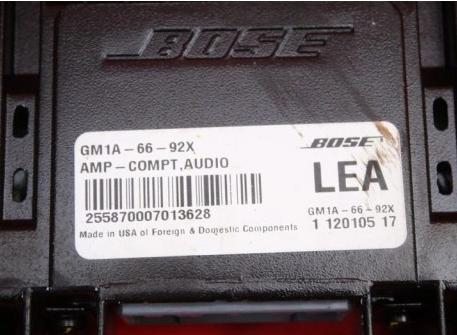 BOSE
GM1A-66-92X
AMP-COMPT,AUDIO
255870007013628
Made in USA of Foreign & Domestic Components
BOSE
LEA
GM1A-66-92X
1 120105 17